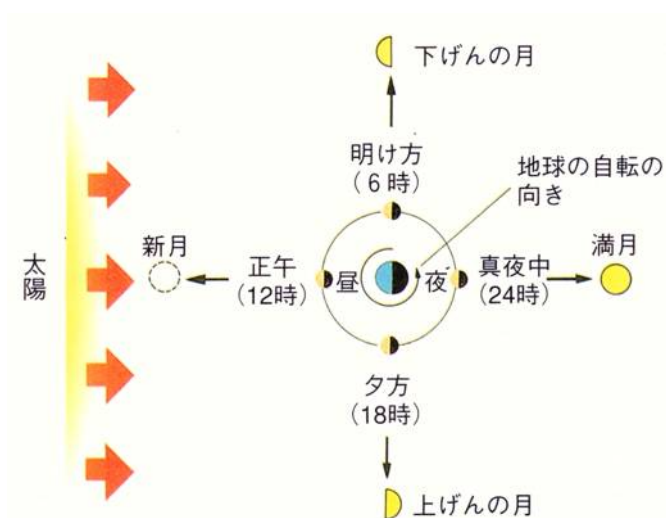 下げんの月
明け方
(6時)
地球の自転の
向き
太陽
新月
正午
(12時)
昼
夜
真夜中
(24時)
満月
夕方
(18時)
上げんの月